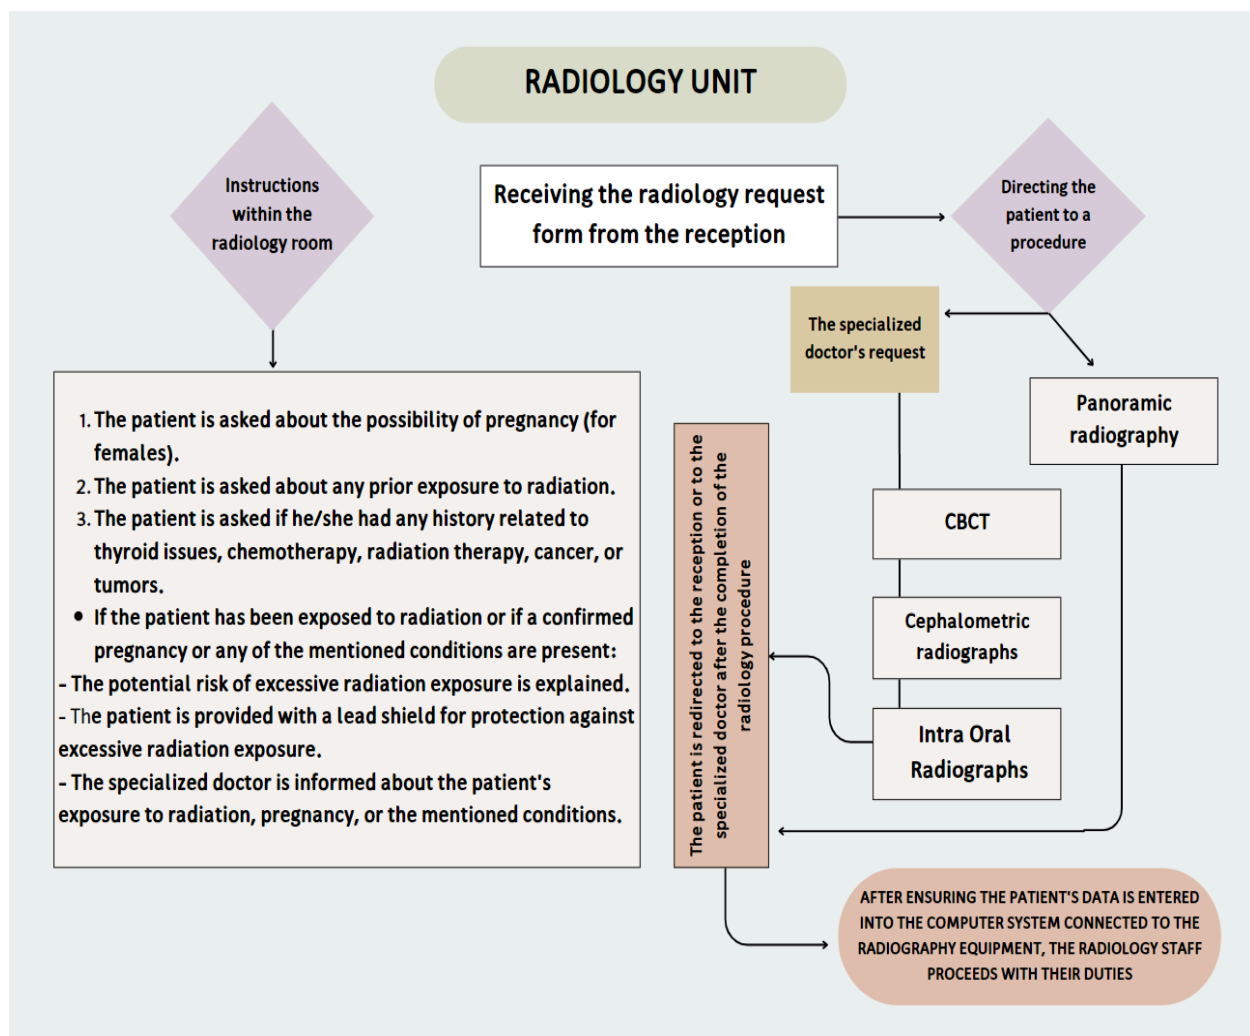 RADIOLOGY UNIT
Instructions
within the
radiology room
Receiving the radiology request
form from the reception
Directing the
patient to a
procedure
The specialized
doctor's request
Panoramic
radiography
1. The patient is asked about the possibility of pregnancy (for
females).
2. The patient is asked about any prior exposure to radiation.
3. The patient is asked if he/she had any history related to
thyroid issues, chemotherapy, radiation therapy, cancer, or
tumors.
• If the patient has been exposed to radiation or if a confirmed
pregnancy or any of the mentioned conditions are present:
- The potential risk of excessive radiation exposure is explained.
- The patient is provided with a lead shield for protection against
excessive radiation exposure.
- The specialized doctor is informed about the patient's
exposure to radiation, pregnancy, or the mentioned conditions.
The patient is redirected to the reception or to the
specialized doctor after the completion of the
radiology procedure
CBCT
Cephalometric
radiographs
Intra Oral
Radiographs
AFTER ENSURING THE PATIENT'S DATA IS ENTERED
INTO THE COMPUTER SYSTEM CONNECTED TO THE
RADIOGRAPHY EQUIPMENT, THE RADIOLOGY STAFF
PROCEEDS WITH THEIR DUTIES